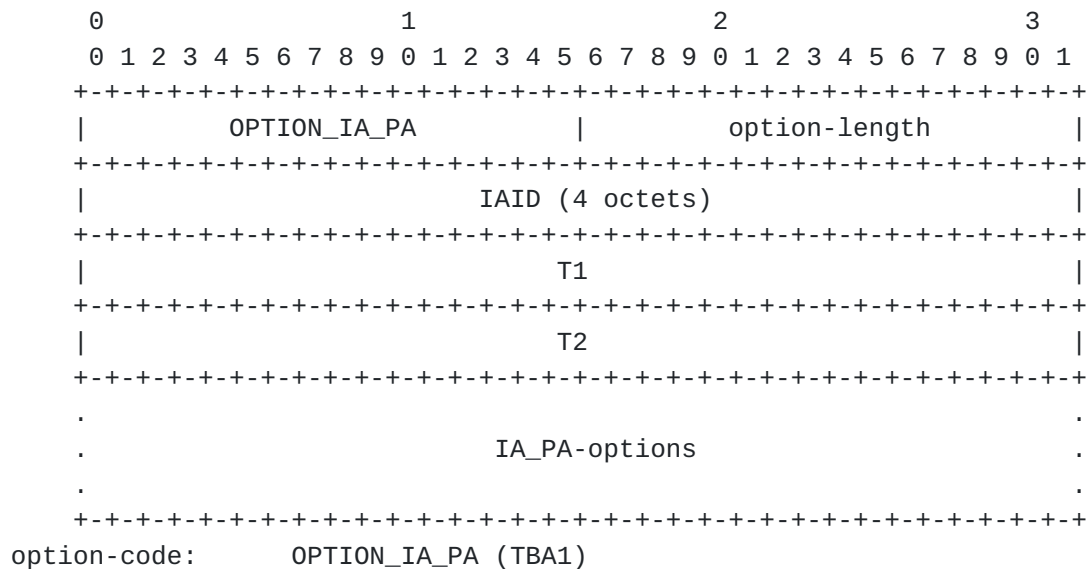 0                   1                   2                   3
      0 1 2 3 4 5 6 7 8 9 0 1 2 3 4 5 6 7 8 9 0 1 2 3 4 5 6 7 8 9 0 1
     +-+-+-+-+-+-+-+-+-+-+-+-+-+-+-+-+-+-+-+-+-+-+-+-+-+-+-+-+-+-+-+-+
     |         OPTION_IA_PA          |         option-length         |
     +-+-+-+-+-+-+-+-+-+-+-+-+-+-+-+-+-+-+-+-+-+-+-+-+-+-+-+-+-+-+-+-+
     |                         IAID (4 octets)                       |
     +-+-+-+-+-+-+-+-+-+-+-+-+-+-+-+-+-+-+-+-+-+-+-+-+-+-+-+-+-+-+-+-+
     |                              T1                               |
     +-+-+-+-+-+-+-+-+-+-+-+-+-+-+-+-+-+-+-+-+-+-+-+-+-+-+-+-+-+-+-+-+
     |                              T2                               |
     +-+-+-+-+-+-+-+-+-+-+-+-+-+-+-+-+-+-+-+-+-+-+-+-+-+-+-+-+-+-+-+-+
     .                                                               .
     .                          IA_PA-options                        .
     .                                                               .
     +-+-+-+-+-+-+-+-+-+-+-+-+-+-+-+-+-+-+-+-+-+-+-+-+-+-+-+-+-+-+-+-+
option-code:      OPTION_IA_PA (TBA1)